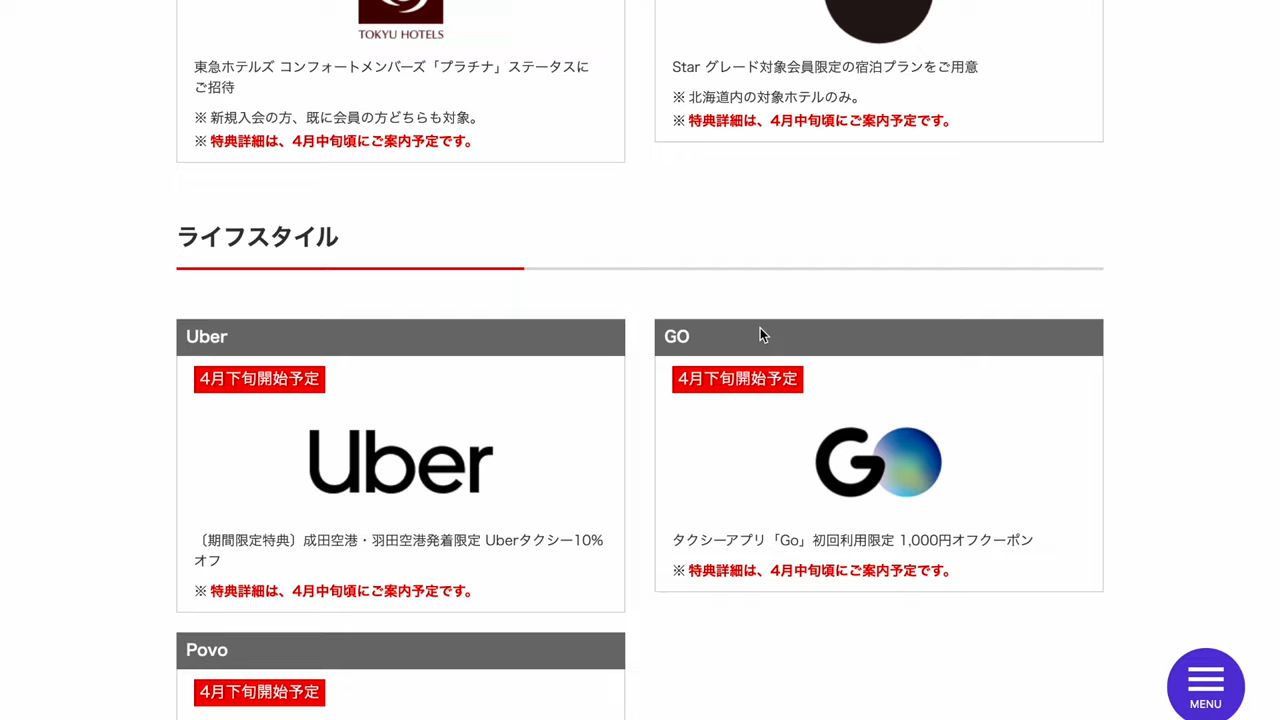 TOKYU HOTELS
東急ホテルズ コンフォートメンバーズ「プラチナ」ステータスに
ご招待
※ 新規入会の方、既に会員の方どちらも対象。
※ 特典詳細は、4月中旬頃にご案内予定です。
Star グレード対象会員限定の宿泊プランをご用意
※ 北海道内の対象ホテルのみ。
※ 特典詳細は、4月中旬頃にご案内予定です。
ライフスタイル
Uber
4月下旬開始予定
Uber
〔期間限定特典〕成田空港・羽田空港発着限定 Uberタクシー10%
オフ
※ 特典詳細は、4月中旬頃にご案内予定です。
GO
4月下旬開始予定
GO
タクシーアプリ「Go」初回利用限定 1,000円オフクーポン
※ 特典詳細は、4月中旬頃にご案内予定です。
Povo
4月下旬開始予定
MENU